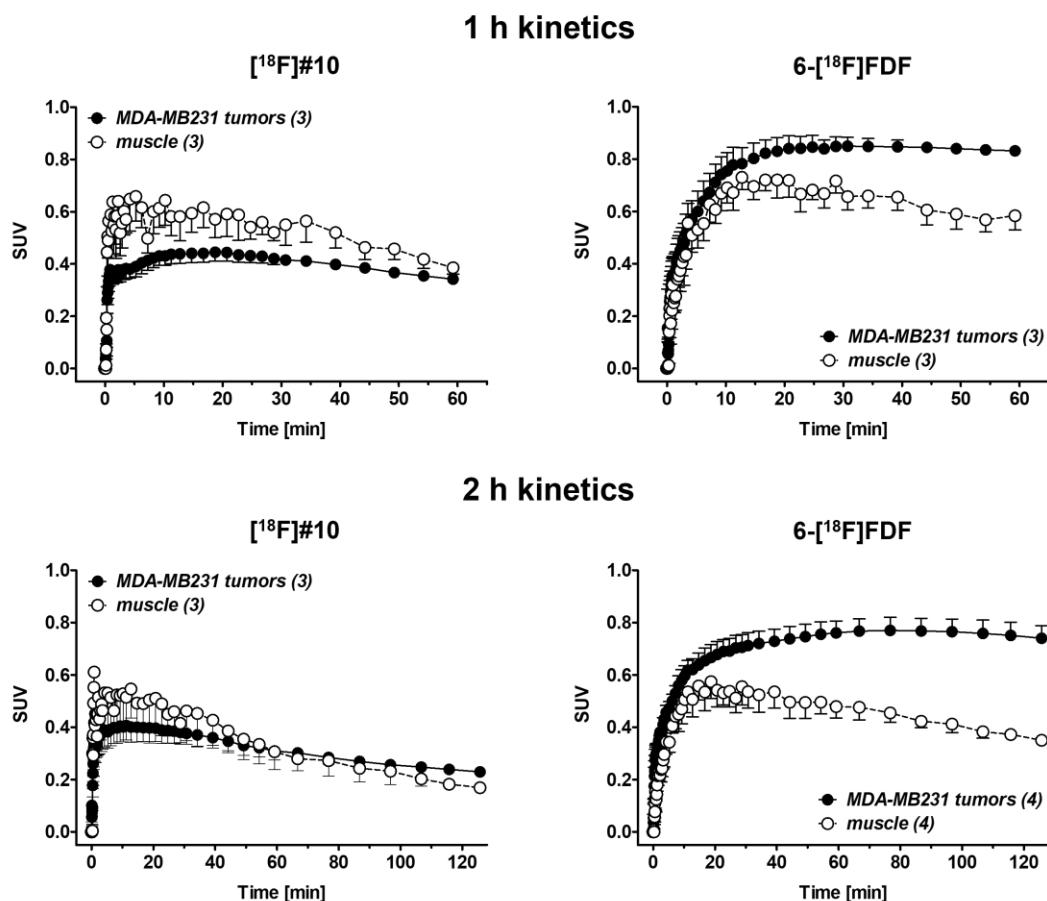 1 h kinetics
[¹⁸F]#10
6-[¹⁸F]FDF
1.0
0.8
0.6
0.4
0.2
0.0
SUV
MDA-MB231 tumors (3)
muscle (3)
0 10 20 30 40 50 60
Time [min]
1.0
0.8
0.6
0.4
0.2
0.0
SUV
MDA-MB231 tumors (3)
muscle (3)
0 10 20 30 40 50 60
Time [min]
2 h kinetics
[¹⁸F]#10
6-[¹⁸F]FDF
1.0
0.8
0.6
0.4
0.2
0.0
SUV
MDA-MB231 tumors (3)
muscle (3)
0 20 40 60 80 100 120
Time [min]
1.0
0.8
0.6
0.4
0.2
0.0
SUV
MDA-MB231 tumors (4)
muscle (4)
0 20 40 60 80 100 120
Time [min]